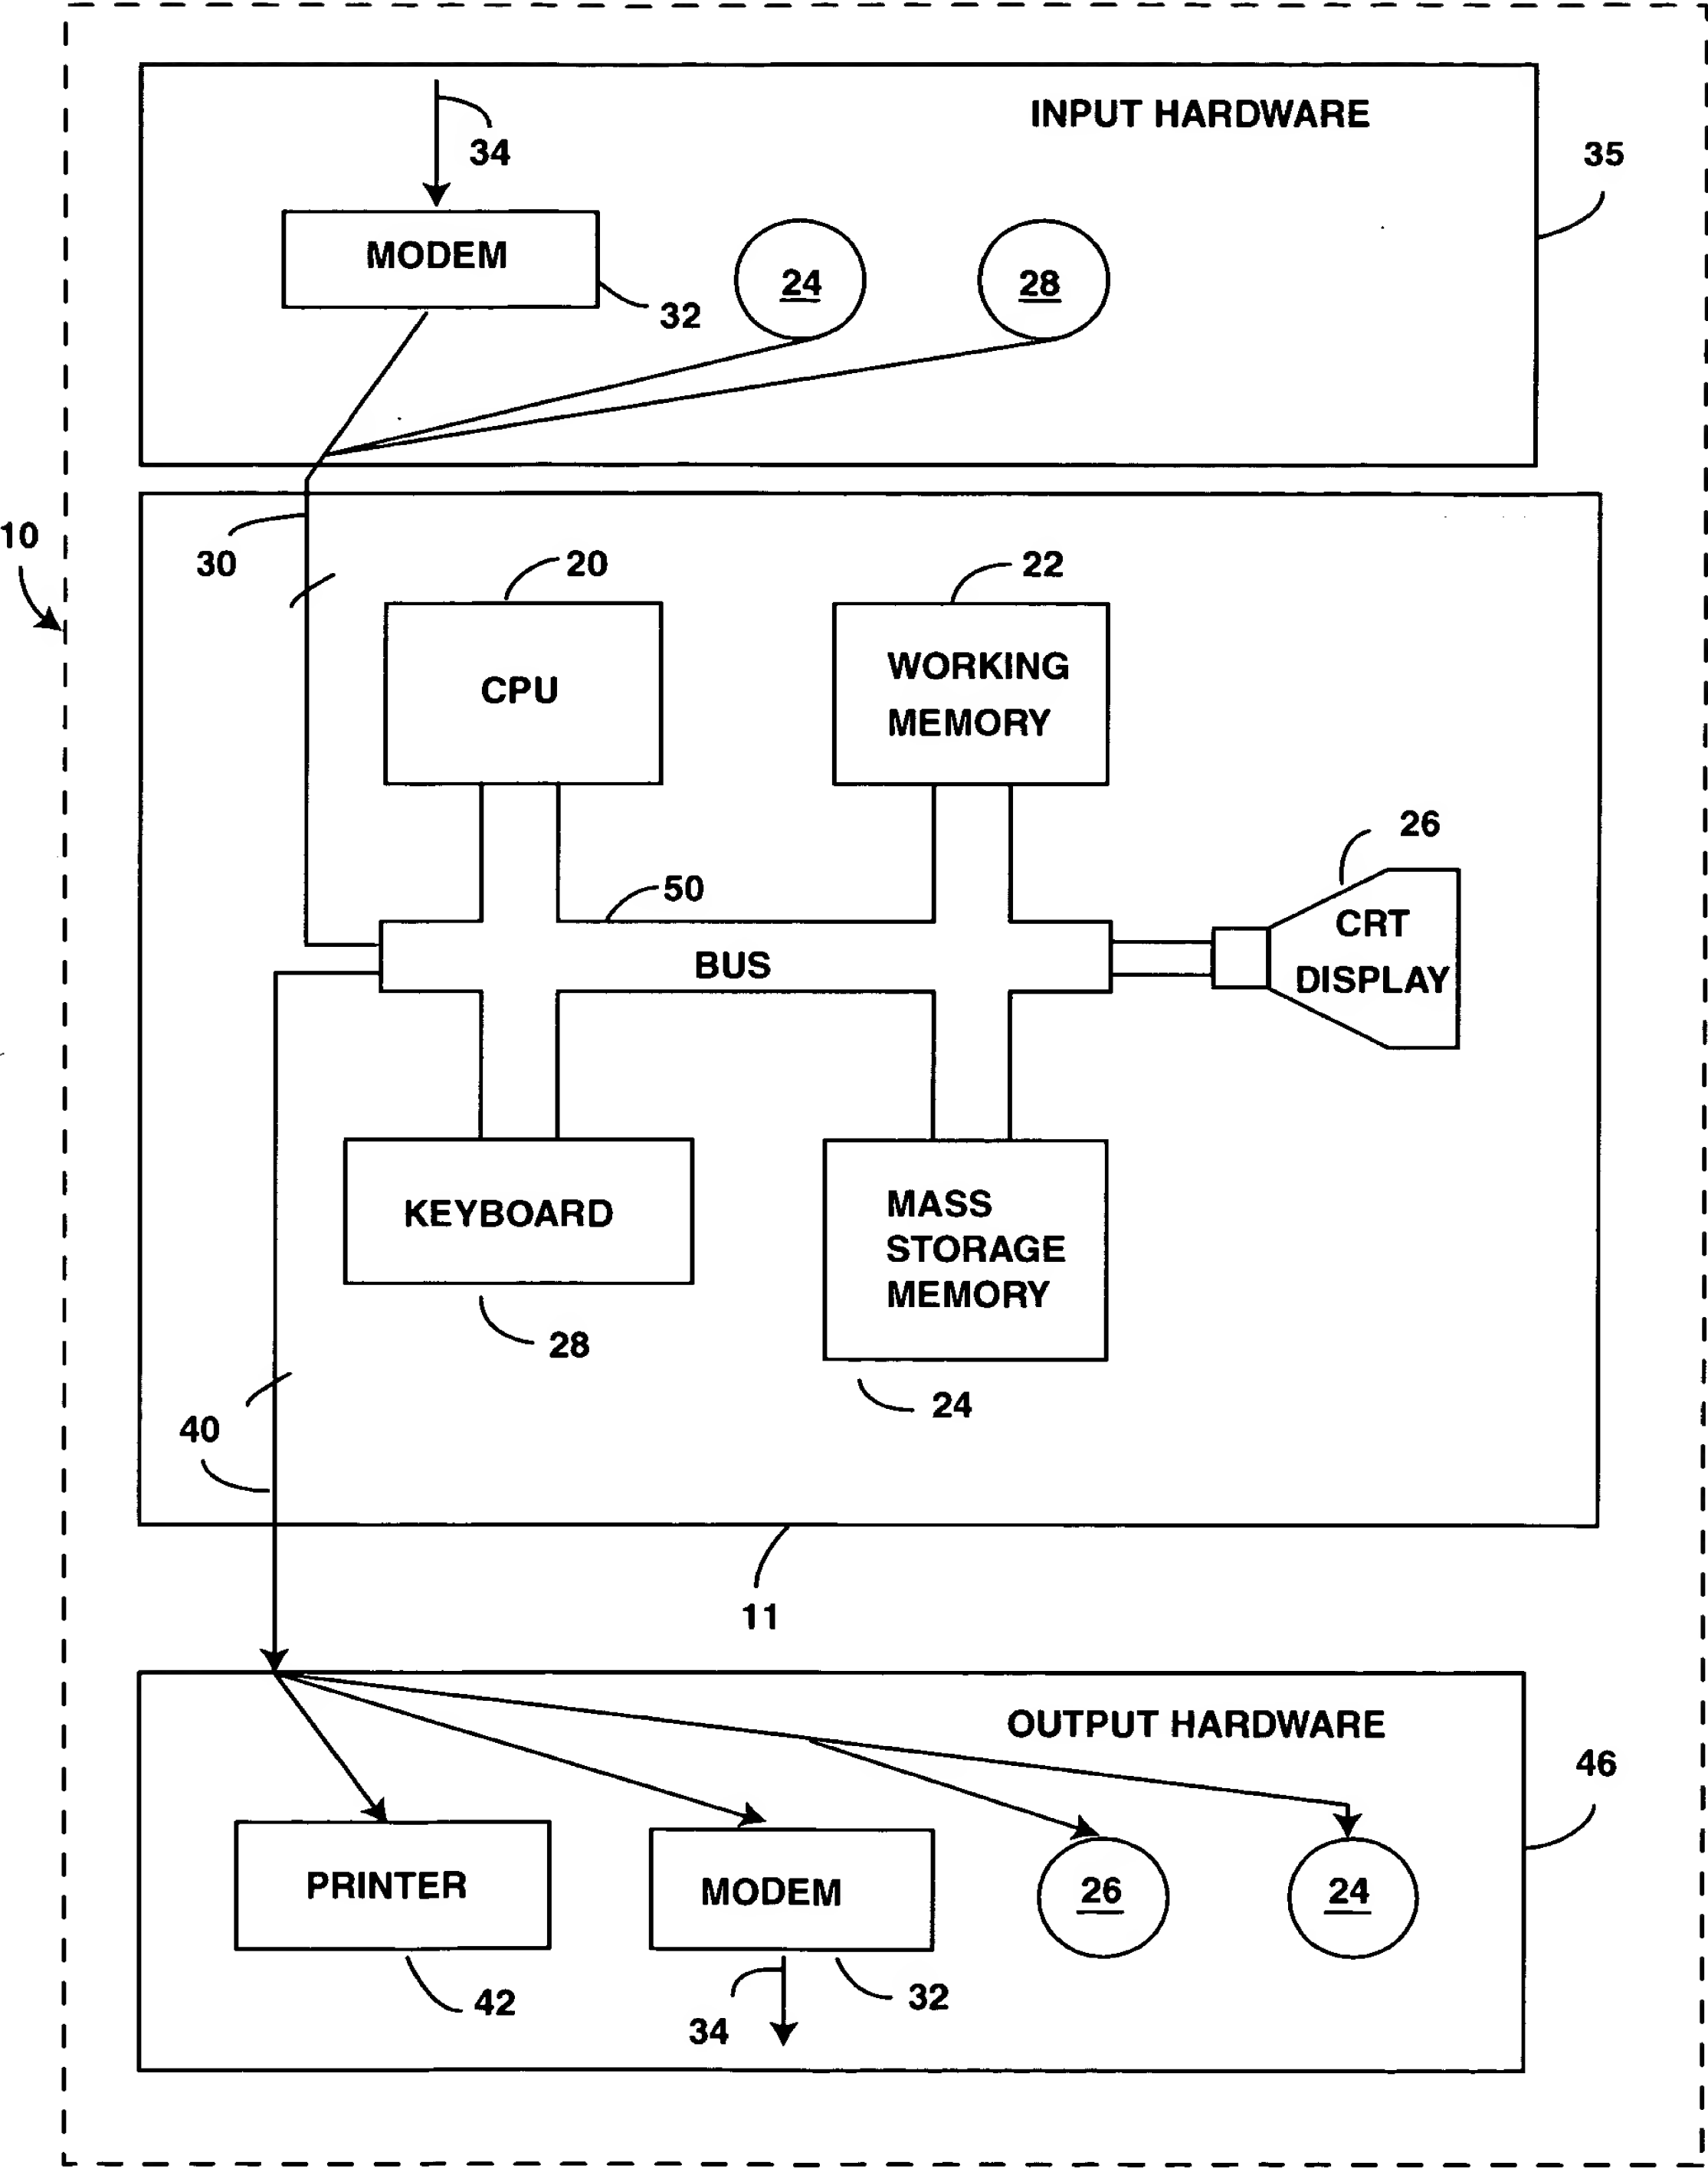 INPUT HARDWARE
34
35
MODEM
32
24
28
10
30
20
22
CPU
WORKING
MEMORY
26
50
CRT
DISPLAY
BUS
KEYBOARD
MASS
STORAGE
MEMORY
28
24
40
11
OUTPUT HARDWARE
46
PRINTER
MODEM
26
24
42
32
34